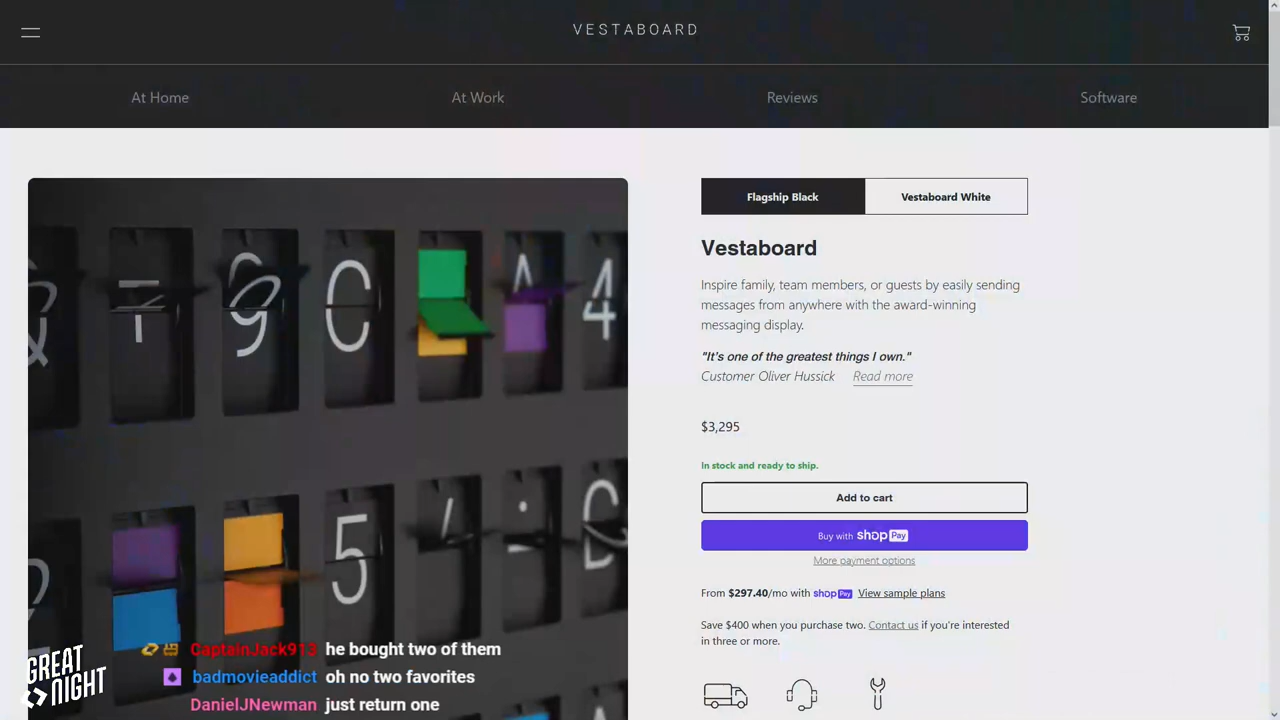 VESTABOARD
At Home
At Work
Reviews
Software
Flagship Black
Vestaboard White
Vestaboard
Inspire family, team members, or guests by easily sending
messages from anywhere with the award-winning
messaging display.
"It's one of the greatest things I own."
Customer Oliver Hussick Read more
$3,295
In stock and ready to ship.
Add to cart
Buy with shop Pay
More payment options
From $297.40/mo with shop Pay View sample plans
Save $400 when you purchase two. Contact us if you're interested
in three or more.
9 C 4
5
CaptainJack913 he bought two of them
badmovieaddict oh no two favorites
DanielJNewman just return one
GREAT
NIGHT